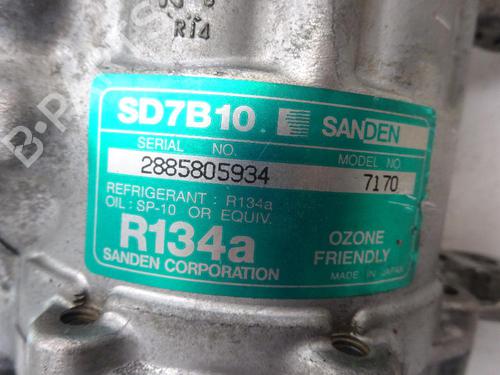 R14
SD7B10 SANDEN
SERIAL NO. MODEL NO
2885805934 7170
REFRIGERANT : R134a
OIL : SP-10 OR EQUIV.
R134a
OZONE
FRIENDLY
SANDEN CORPORATION
MADE IN JAPAN